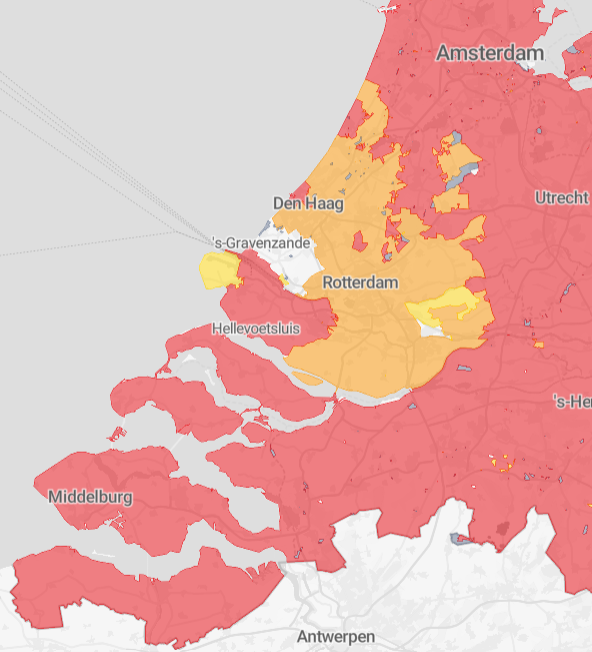 Amsterdam
Utrecht
Den Haag
's-Gravenzande
Rotterdam
Hellevoetsluis
's-He
Middelburg
Antwerpen